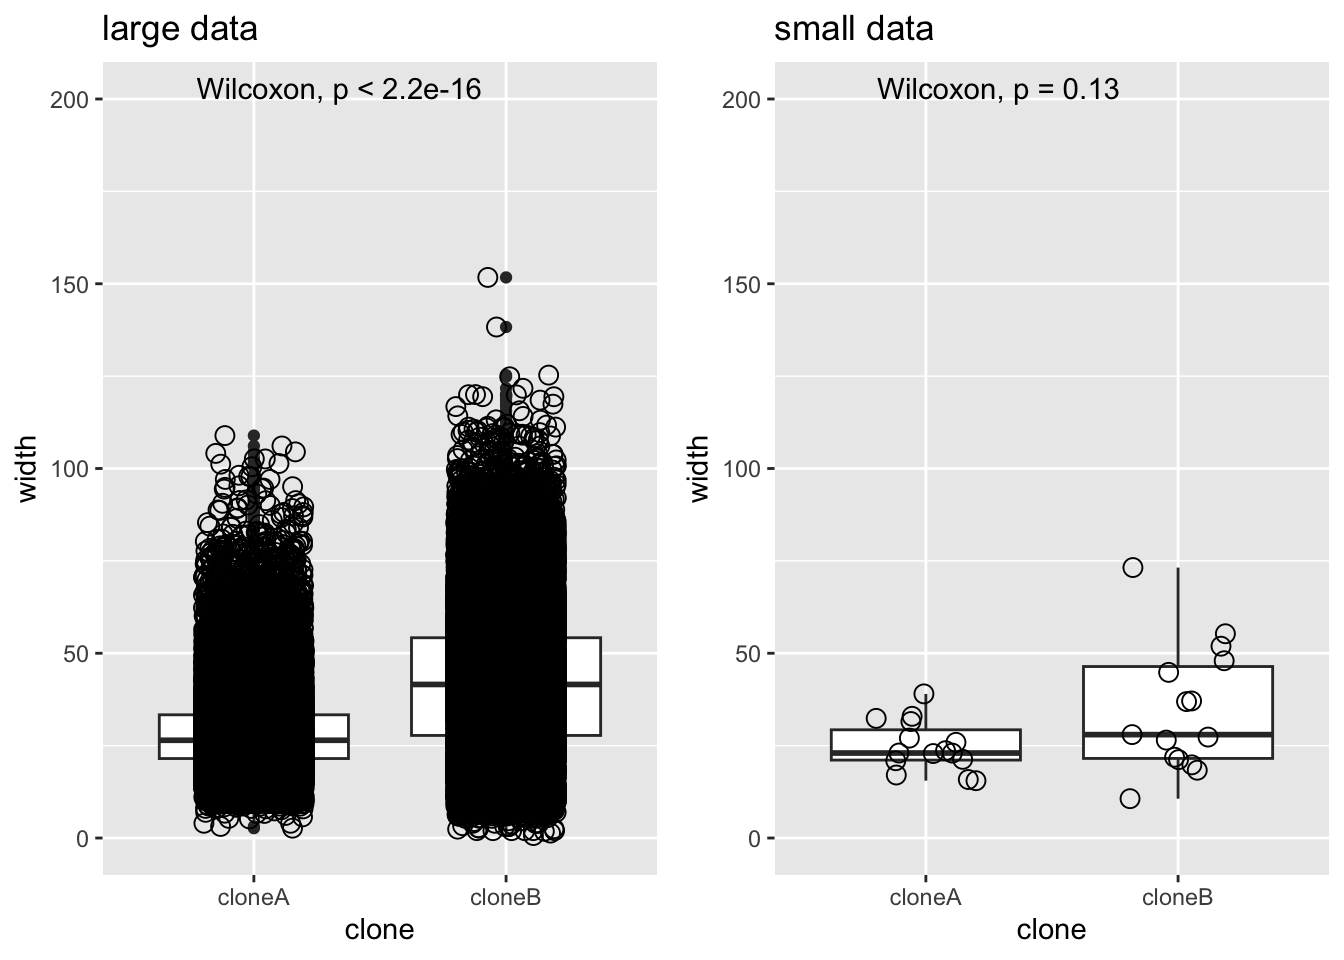 large data
Wilcoxon, p < 2.2e-16
200
150
100
50
0
width
cloneA cloneB
clone
small data
Wilcoxon, p = 0.13
200
150
100
50
0
width
cloneA cloneB
clone